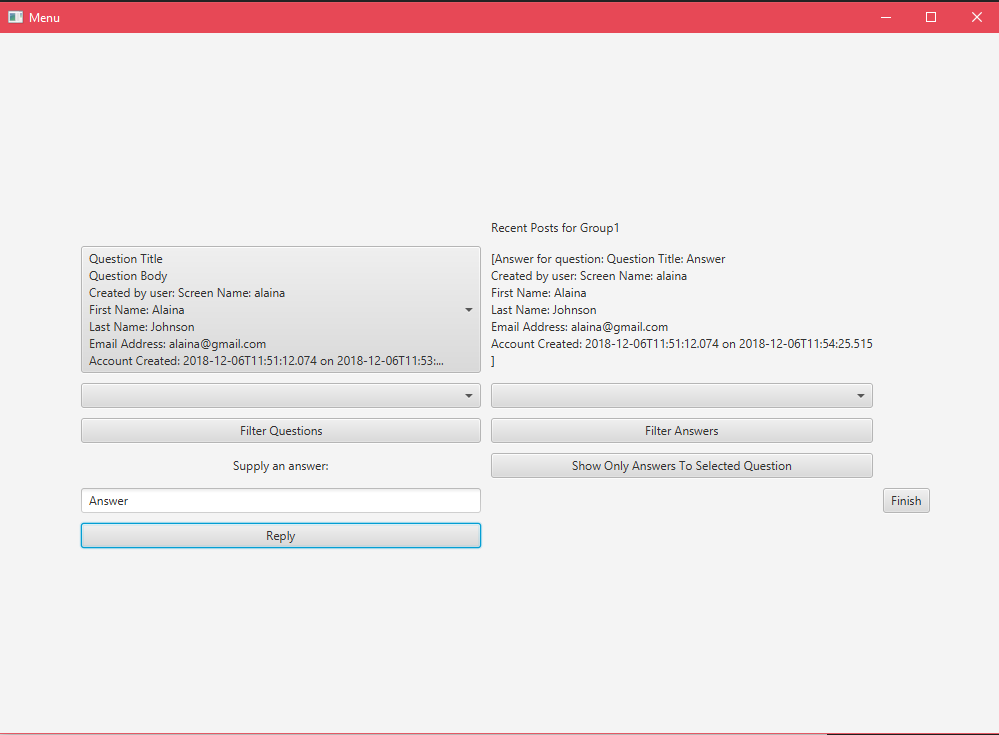 Menu
Recent Posts for Group1
Question Title
Question Body
Created by user: Screen Name: alaina
First Name: Alaina
Last Name: Johnson
Email Address: alaina@gmail.com
Account Created: 2018-12-06T11:51:12.074 on 2018-12-06T11:53:...
[Answer for question: Question Title: Answer
Created by user: Screen Name: alaina
First Name: Alaina
Last Name: Johnson
Email Address: alaina@gmail.com
Account Created: 2018-12-06T11:51:12.074 on 2018-12-06T11:54:25.515
]
Filter Questions
Filter Answers
Supply an answer:
Show Only Answers To Selected Question
Answer
Finish
Reply